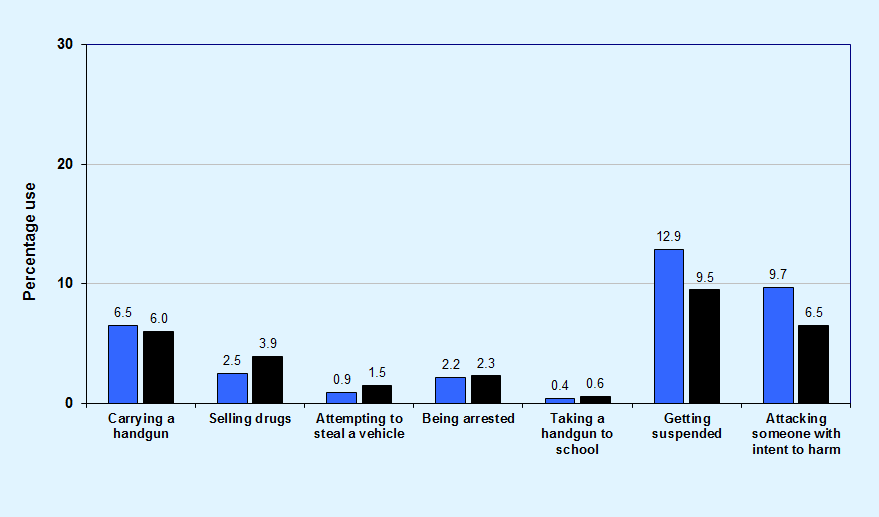 30
20
10
0
Percentage use
6.5
6.0
2.5
3.9
0.9
1.5
2.2
2.3
0.4
0.6
12.9
9.5
9.7
6.5
Carrying a
handgun
Selling drugs
Attempting to
steal a vehicle
Being arrested
Taking a
handgun to
school
Getting
suspended
Attacking
someone with
intent to harm